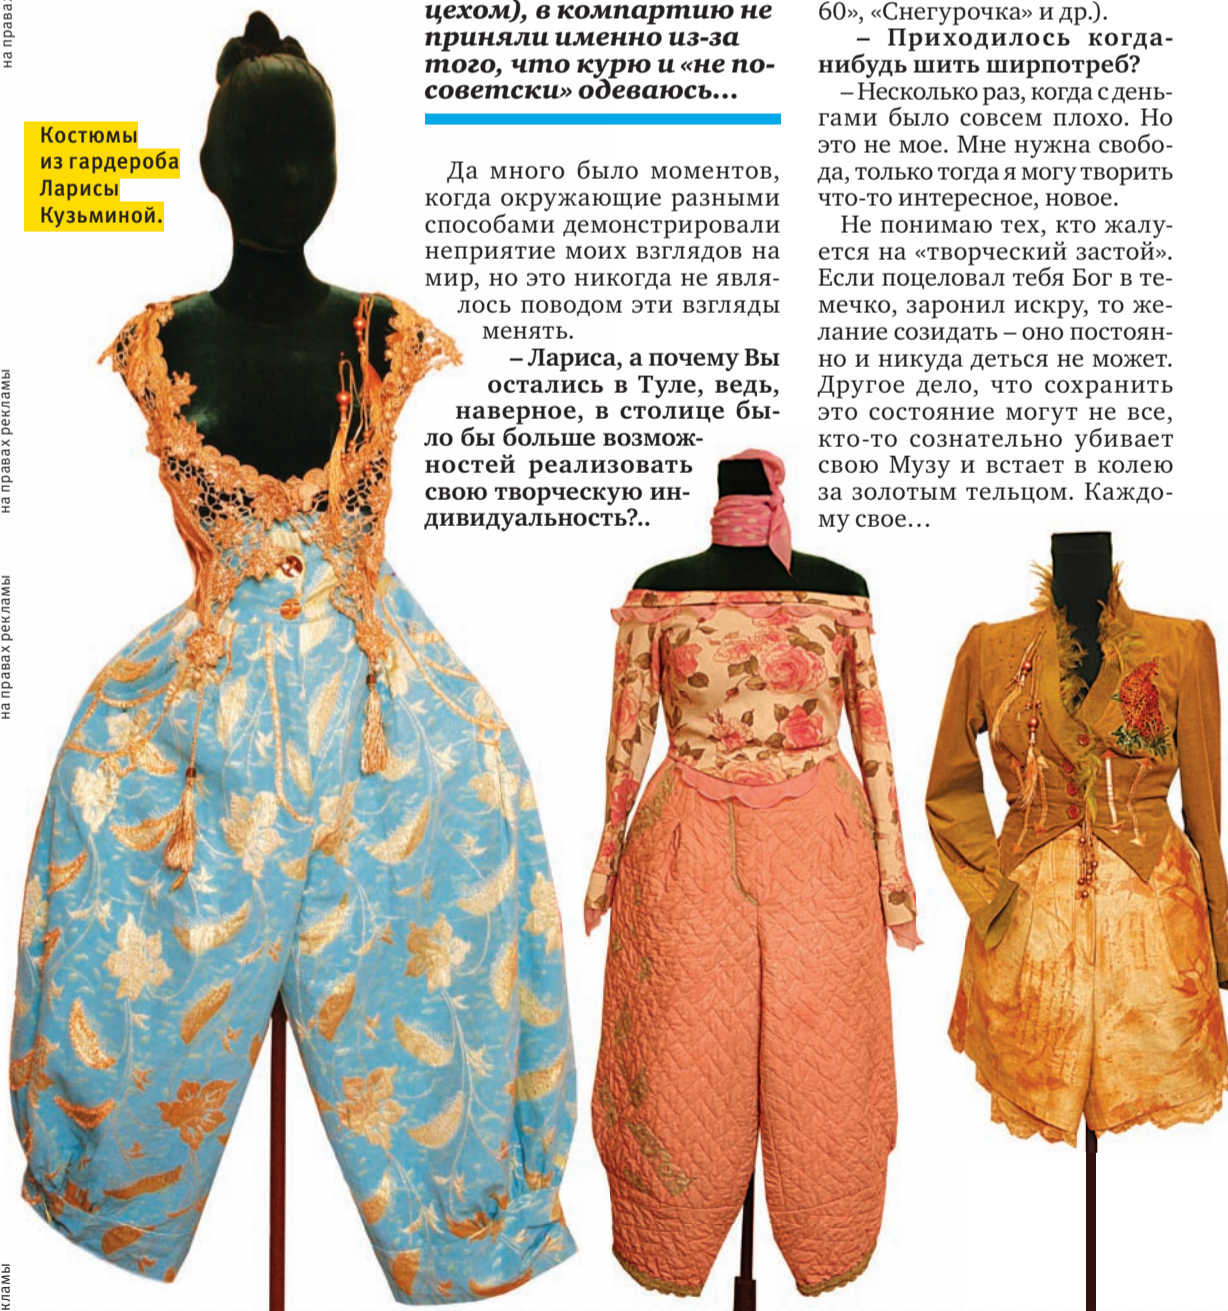 на правах
на правах рекламы
на правах рекламы
кламы
Костюмы
из гардероба
Ларисы
Кузьминой.
цехом), в компартию не
приняли именно из-за
того, что курю и «не по-
советски» одеваюсь...
Да много было моментов,
когда окружающие разными
способами демонстрировали
неприятие моих взглядов на
мир, но это никогда не явля-
лось поводом эти взгляды
менять.
– Лариса, а почему Вы
остались в Туле, ведь,
наверное, в столице бы-
ло бы больше возмож-
ностей реализовать
свою творческую ин-
дивидуальность?..
60», «Снегурочка» и др.).
– Приходилось когда-
нибудь шить ширпотреб?
– Несколько раз, когда с день-
гами было совсем плохо. Но
это не мое. Мне нужна свобо-
да, только тогда я могу творить
что-то интересное, новое.
Не понимаю тех, кто жалу-
ется на «творческий застой».
Если поцеловал тебя Бог в те-
мечко, заронил искру, то же-
лание созидать – оно постоян-
но и никуда деться не может.
Другое дело, что сохранить
это состояние могут не все,
кто-то сознательно убивает
свою Музу и встает в колею
за золотым тельцом. Каждо-
му свое...